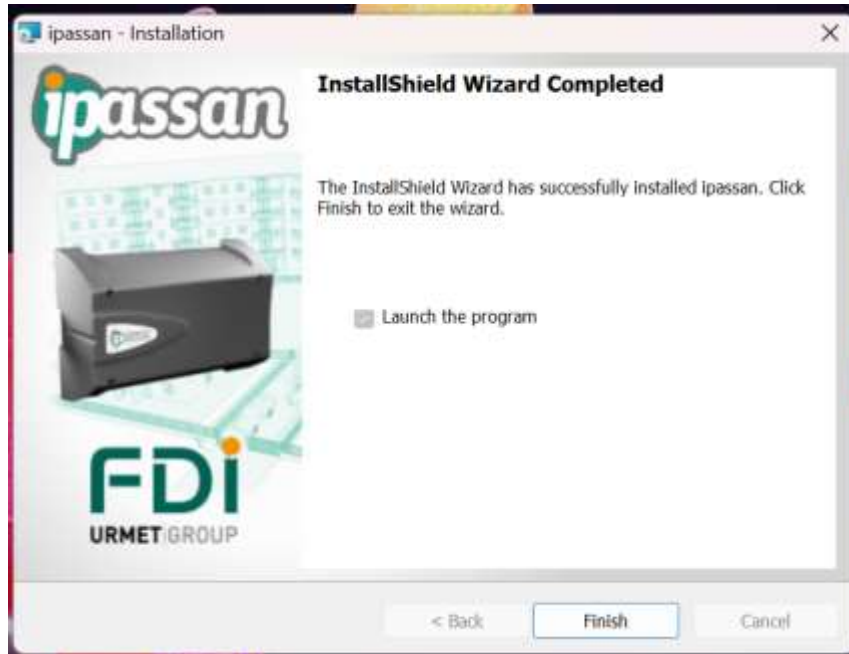 ipassan - Installation
ipassan
InstallShield Wizard Completed
The InstallShield Wizard has successfully installed ipassan. Click
Finish to exit the wizard.
Launch the program
FDI
URMET GROUP
< Back
Finish
Cancel